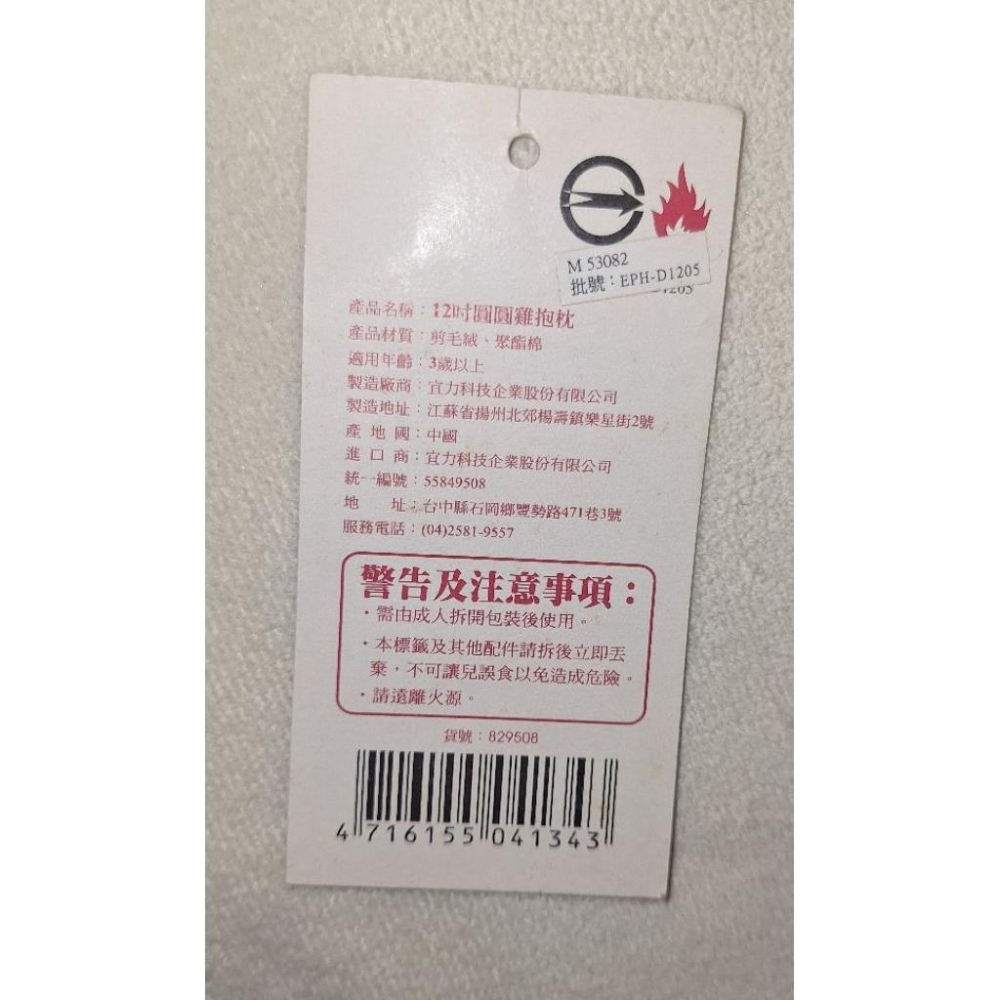 M 53082
批號：EPH-D1205
產品名稱：12吋圓圓雞抱枕
產品材質：剪毛絨、聚酯棉
適用年齡：3歲以上
製造廠商：宜力科技企業股份有限公司
製造地址：江蘇省揚州北郊楊壽鎮樂星街2號
產地國：中國
進口商：宜力科技企業股份有限公司
統一編號：55849508
地址：台中縣石岡鄉豐勢路471巷3號
服務電話：(04)2581-9557
警告及注意事項：
・需由成人拆開包裝後使用。
・本標籤及其他配件請拆後立即丟
棄，不可讓兒誤食以免造成危險。
・請遠離火源。
貨號：829508
4 716155 041343